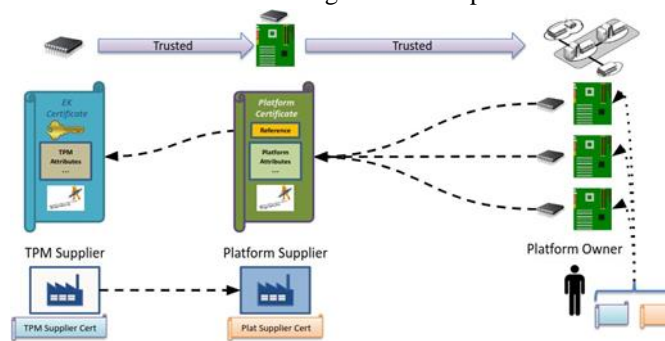 Trusted
Trusted
EK
Certificate
TPM
Attributes
...
Platform
Certificate
Reference
Platform
Attributes
...
TPM Supplier
Platform Supplier
Platform Owner
TPM Supplier Cert
Plat Supplier Cert